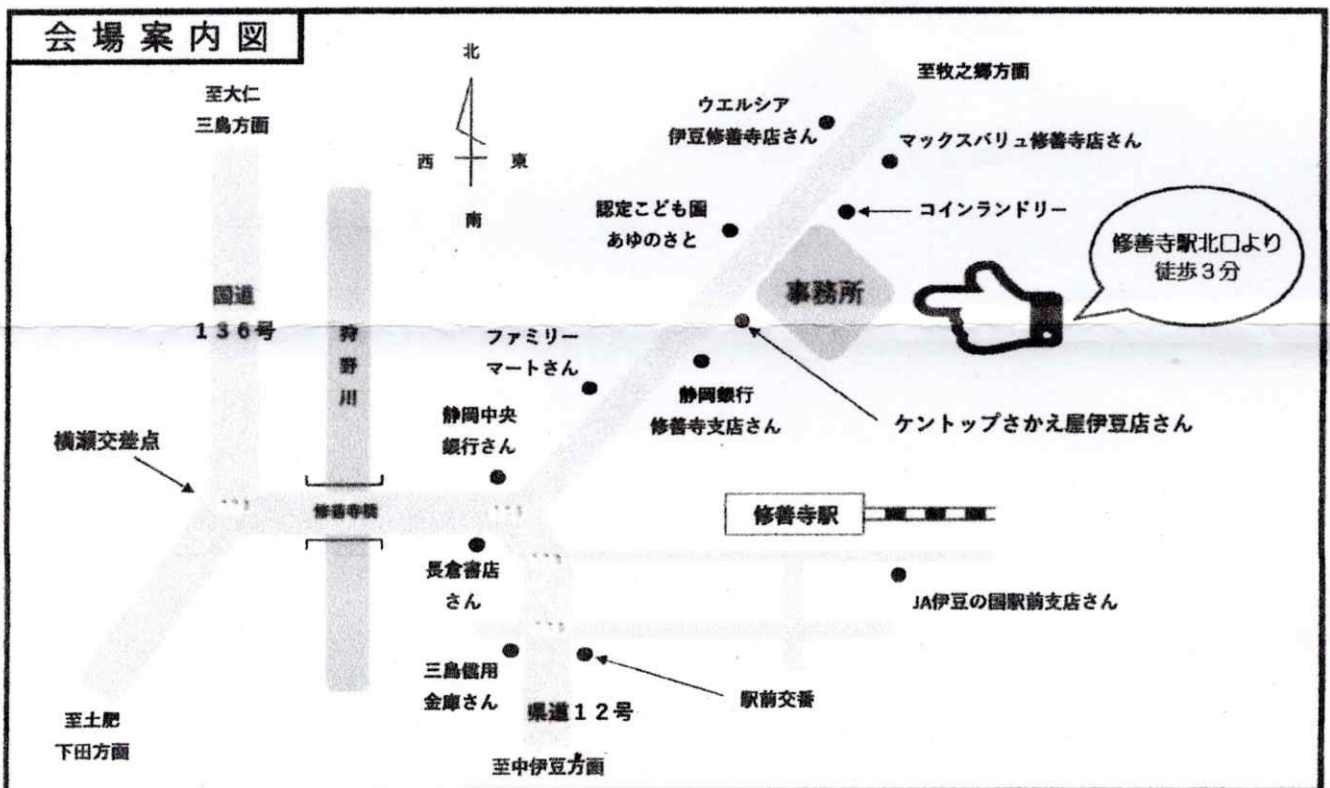 会場案内図
北
西
東
南
至大仁
三島方面
至牧之郷方面
ウエルシア
伊豆修善寺店さん
マックスバリュ修善寺店さん
認定こども園
あゆのさと
コインランドリー
修善寺駅北口より
徒歩3分
事務所
国道
136号
狩
野
川
ファミリー
マートさん
静岡銀行
修善寺支店さん
ケントップさかえ屋伊豆店さん
静岡中央
銀行さん
横瀬交差点
修善寺橋
修善寺駅
長倉書店
さん
JA伊豆の国駅前支店さん
三島信用
金庫さん
駅前交番
県道12号
至土肥
下田方面
至中伊豆方面